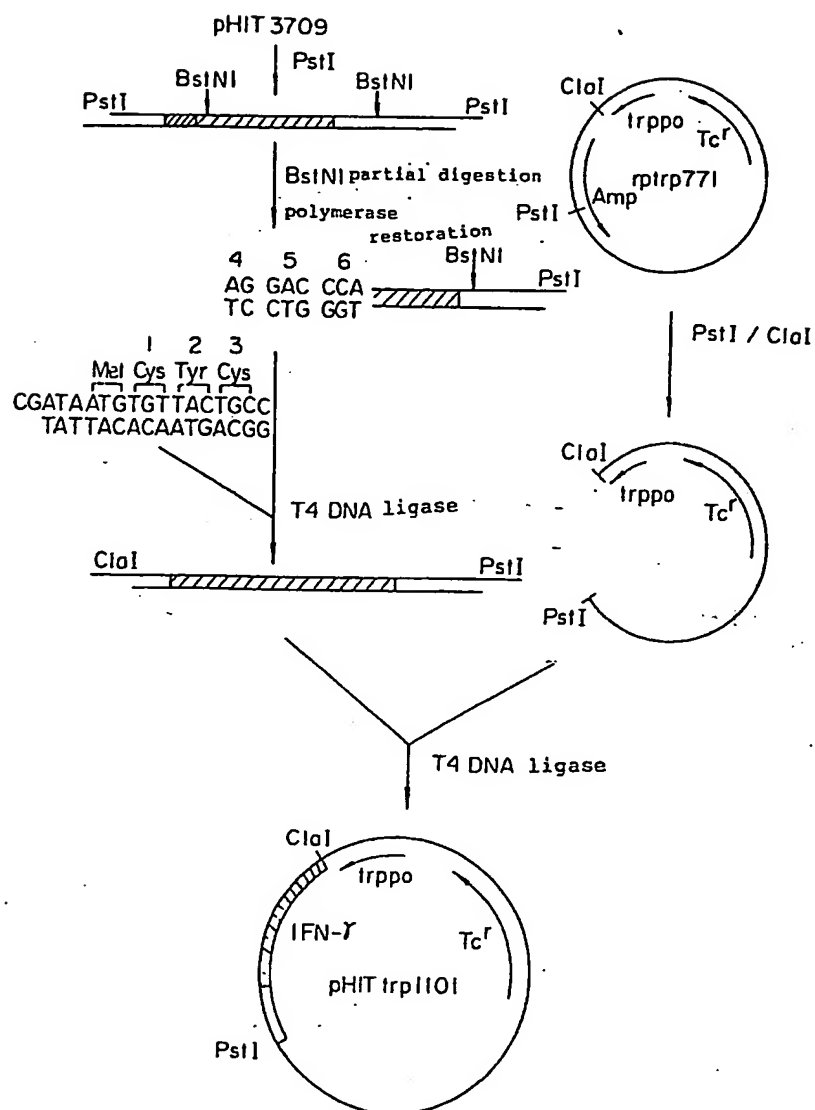 pHIT 3709
PstI
BstNI
BstNI
PstI
PstI
BstNI partial digestion
polymerase
restoration
BstNI
PstI
4 5 6
AG GAC CCA
TC CTG GGT
1 2 3
Met Cys Tyr Cys
CGATAATGTGTTACTGCC
TATTACACAATGACGG
T4 DNA ligase
ClaI
PstI
ClaI
trppo
Tcr
rptrp771
Amp
PstI
PstI / ClaI
ClaI
trppo
Tcr
PstI
T4 DNA ligase
ClaI
trppo
IFN-γ
Tcr
pHIT trp1101
PstI